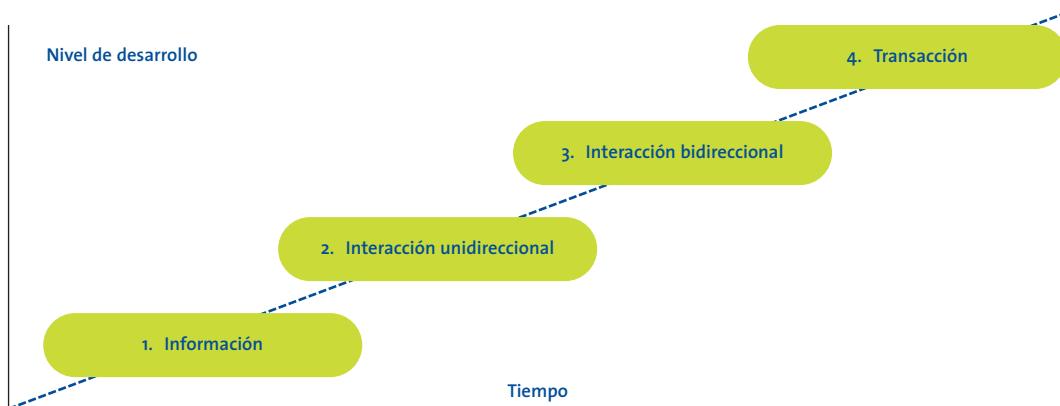 Nivel de desarrollo
4. Transacción
3. Interacción bidireccional
2. Interacción unidireccional
1. Información
Tiempo